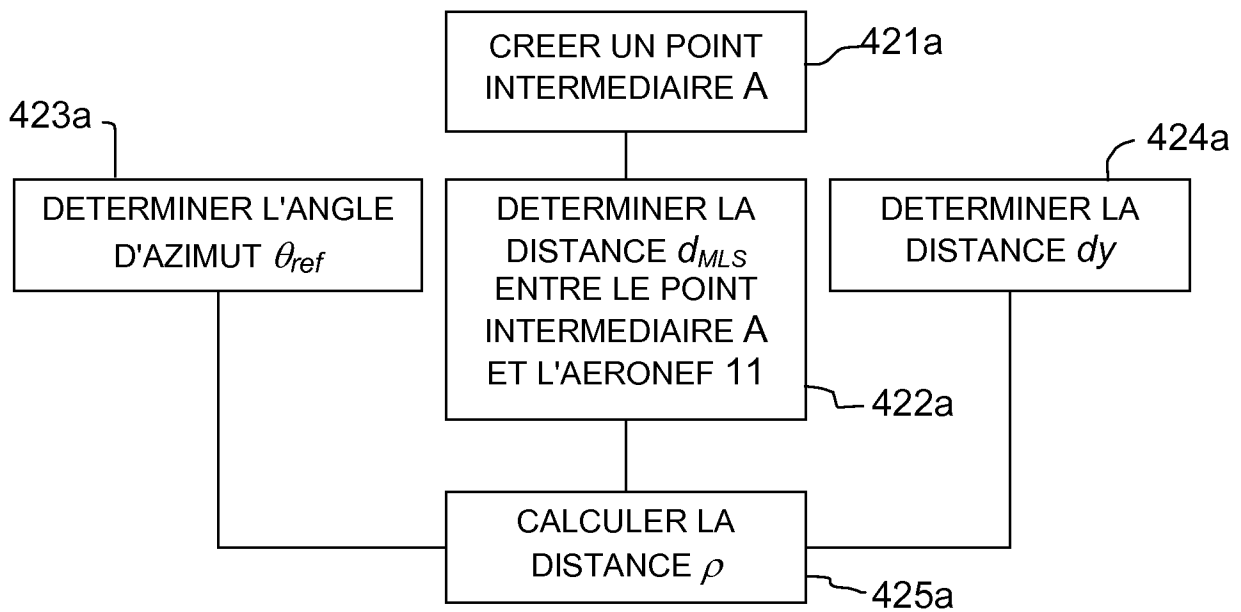 CREER UN POINT
INTERMEDIAIRE A
421a
423a
424a
DETERMINER L'ANGLE
D'AZIMUT θref
DETERMINER LA
DISTANCE dMLS
ENTRE LE POINT
INTERMEDIAIRE A
ET L'AERONEF 11
DETERMINER LA
DISTANCE dy
422a
CALCULER LA
DISTANCE ρ
425a